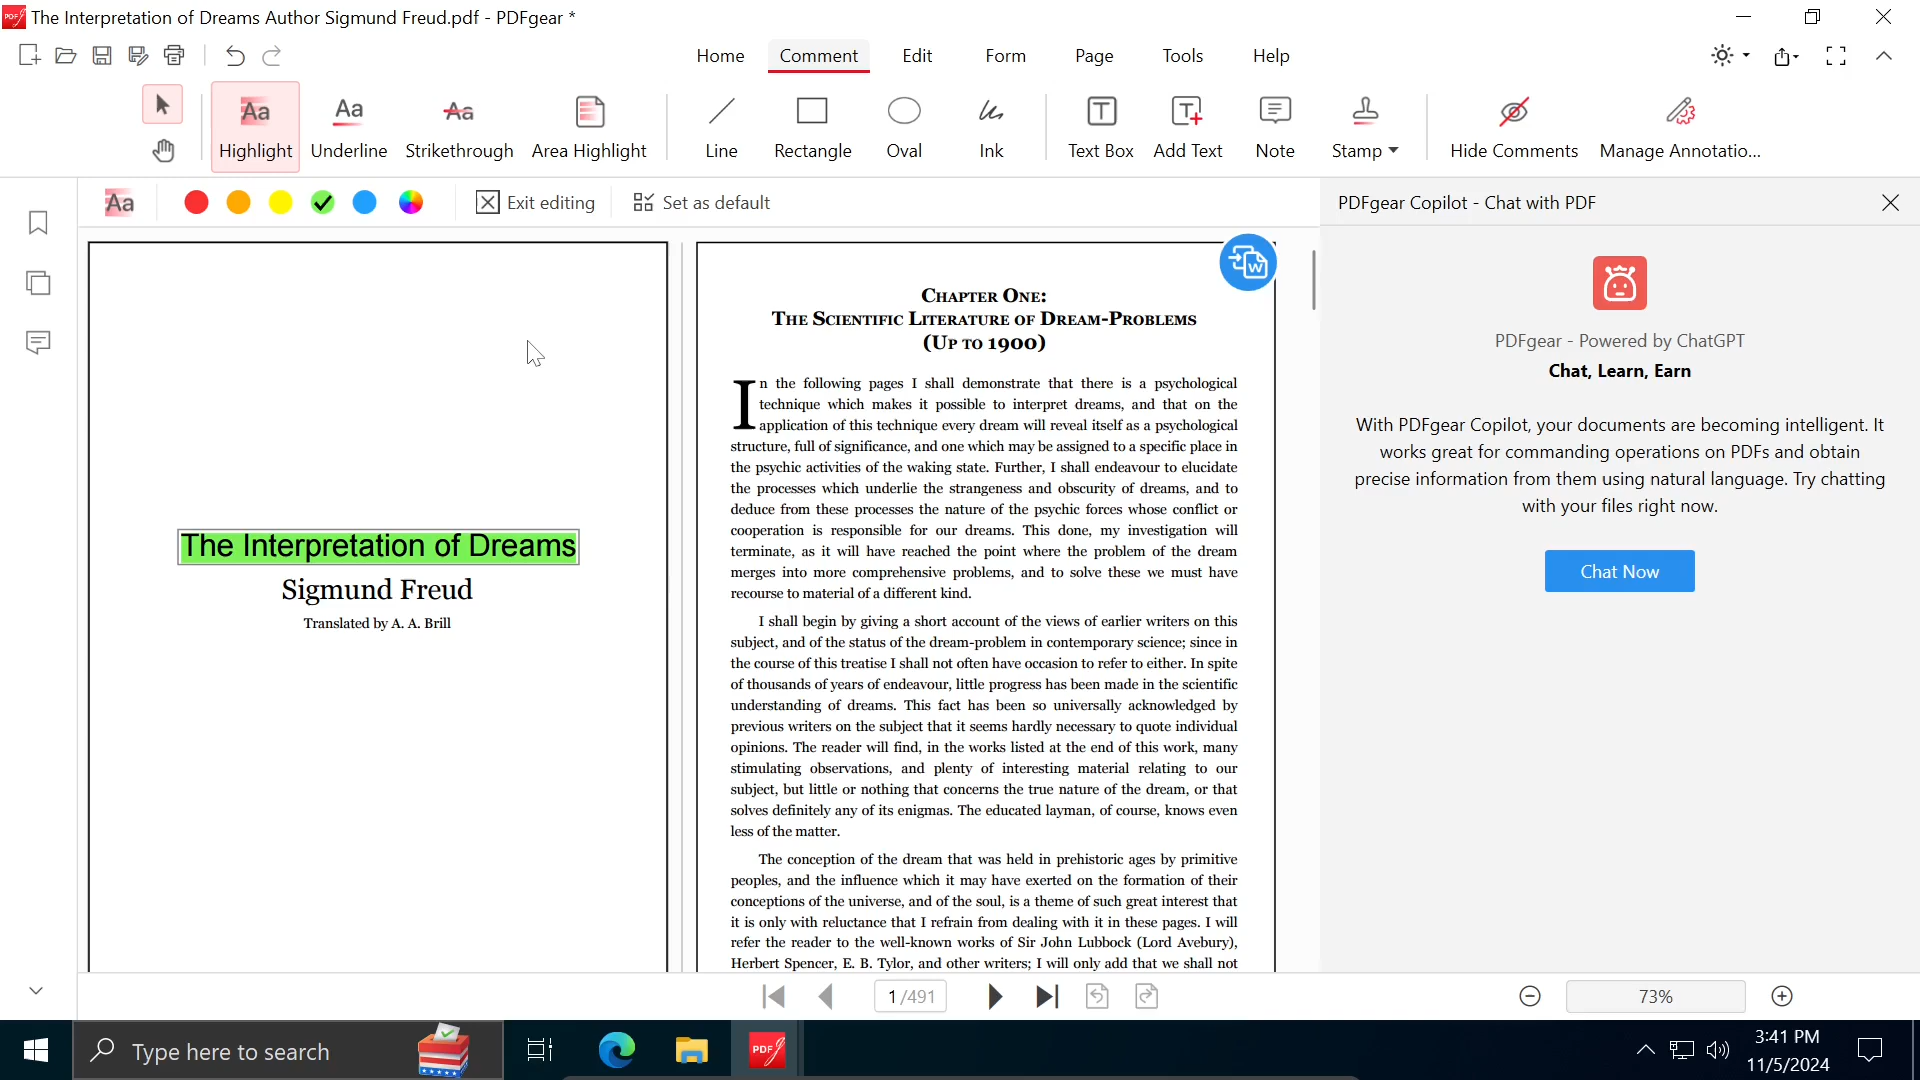 The Interpretation of Dreams Author Sigmund Freud.pdf - PDFgear *
Home Comment Edit Form Page Tools Help
Aa Highlight
Aa Underline
Aa Strikethrough
Area Highlight
Line
Rectangle
Oval
Ink
Text Box
Add Text
Note
Stamp
Hide Comments
Manage Annotatio...
Aa
Exit editing
Set as default
PDFgear Copilot - Chat with PDF
The Interpretation of Dreams
Sigmund Freud
Translated by A. A. Brill
CHAPTER ONE:
THE SCIENTIFIC LITERATURE OF DREAM-PROBLEMS
(UP TO 1900)
In the following pages I shall demonstrate that there is a psychological
technique which makes it possible to interpret dreams, and that on the
application of this technique every dream will reveal itself as a psychological
structure, full of significance, and one which may be assigned to a specific place in
the psychic activities of the waking state. Further, I shall endeavour to elucidate
the processes which underlie the strangeness and obscurity of dreams, and to
deduce from these processes the nature of the psychic forces whose conflict or
cooperation is responsible for our dreams. This done, my investigation will
terminate, as it will have reached the point where the problem of the dream
merges into more comprehensive problems, and to solve these we must have
recourse to material of a different kind.
I shall begin by giving a short account of the views of earlier writers on this
subject, and of the status of the dream-problem in contemporary science; since in
the course of this treatise I shall not often have occasion to refer to either. In spite
of thousands of years of endeavour, little progress has been made in the scientific
understanding of dreams. This fact has been so universally acknowledged by
previous writers on the subject that it seems hardly necessary to quote individual
opinions. The reader will find, in the works listed at the end of this work, many
stimulating observations, and plenty of interesting material relating to our
subject, but little or nothing that concerns the true nature of the dream, or that
solves definitely any of its enigmas. The educated layman, of course, knows even
less of the matter.
The conception of the dream that was held in prehistoric ages by primitive
peoples, and the influence which it may have exerted on the formation of their
conceptions of the universe, and of the soul, is a theme of such great interest that
it is only with reluctance that I refrain from dealing with it in these pages. I will
refer the reader to the well-known works of Sir John Lubbock (Lord Avebury),
Herbert Spencer, E. B. Tylor, and other writers; I will only add that we shall not
PDFgear - Powered by ChatGPT
Chat, Learn, Earn
With PDFgear Copilot, your documents are becoming intelligent. It
works great for commanding operations on PDFs and obtain
precise information from them using natural language. Try chatting
with your files right now.
Chat Now
1 /491
73%
Type here to search
PDF
3:41 PM
11/5/2024